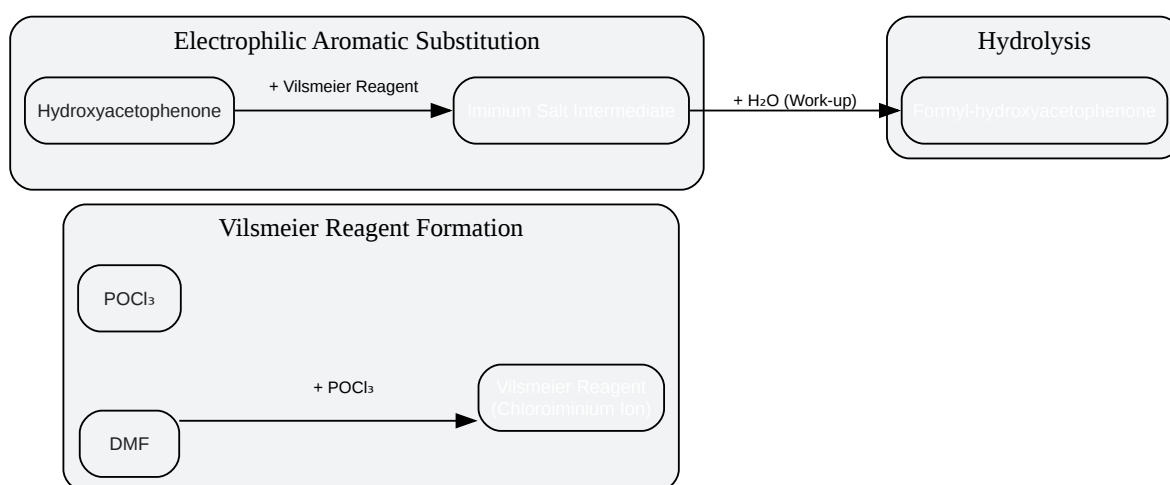 Electrophilic Aromatic Substitution
Hydrolysis
Hydroxyacetophenone
+ Vilsmeier Reagent
Iminium Salt Intermediate
+ H₂O (Work-up)
Formyl-hydroxyacetophenone
Vilsmeier Reagent Formation
POCl₃
+ POCl₃
Vilsmeier Reagent
(Chloroiminium Ion)
DMF